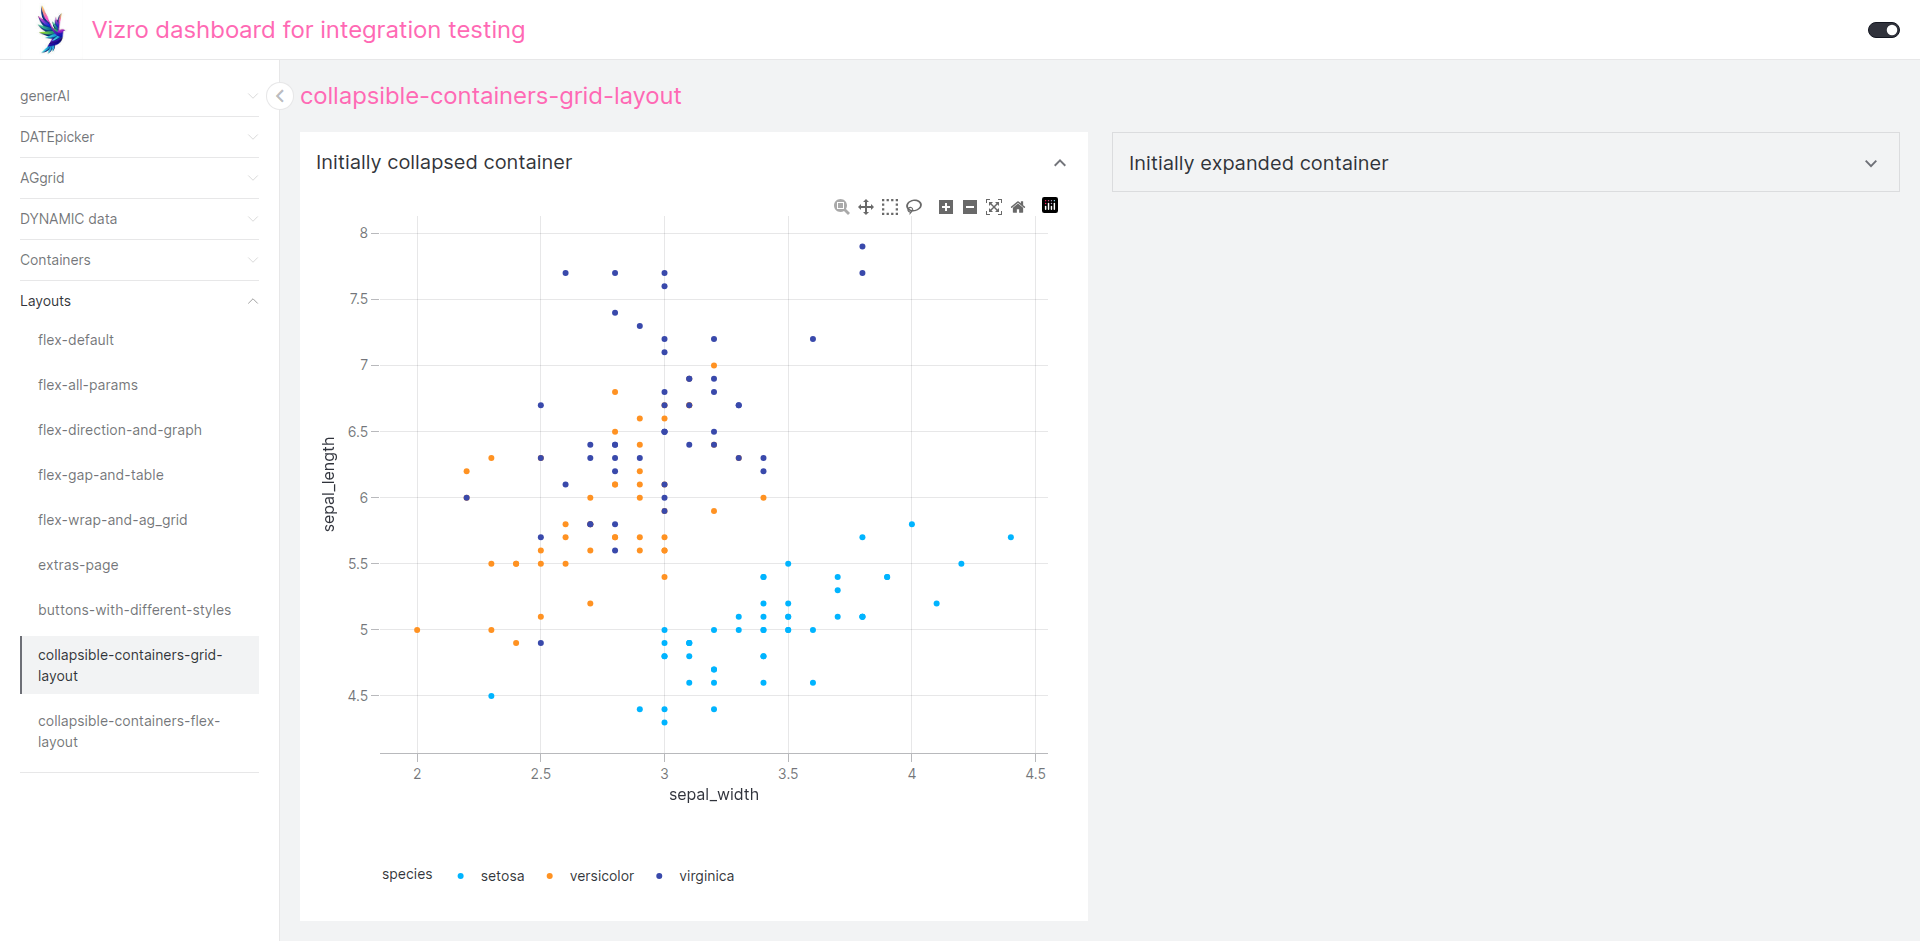 Vizro dashboard for integration testing
generAI
DATEpicker
AGgrid
DYNAMIC data
Containers
Layouts
flex-default
flex-all-params
flex-direction-and-graph
flex-gap-and-table
flex-wrap-and-ag_grid
extras-page
buttons-with-different-styles
collapsible-containers-grid-
layout
collapsible-containers-flex-
layout
collapsible-containers-grid-layout
Initially collapsed container
8
7.5
7
6.5
6
5.5
5
4.5
sepal_length
2
2.5
3
3.5
4
4.5
sepal_width
species
setosa
versicolor
virginica
Initially expanded container